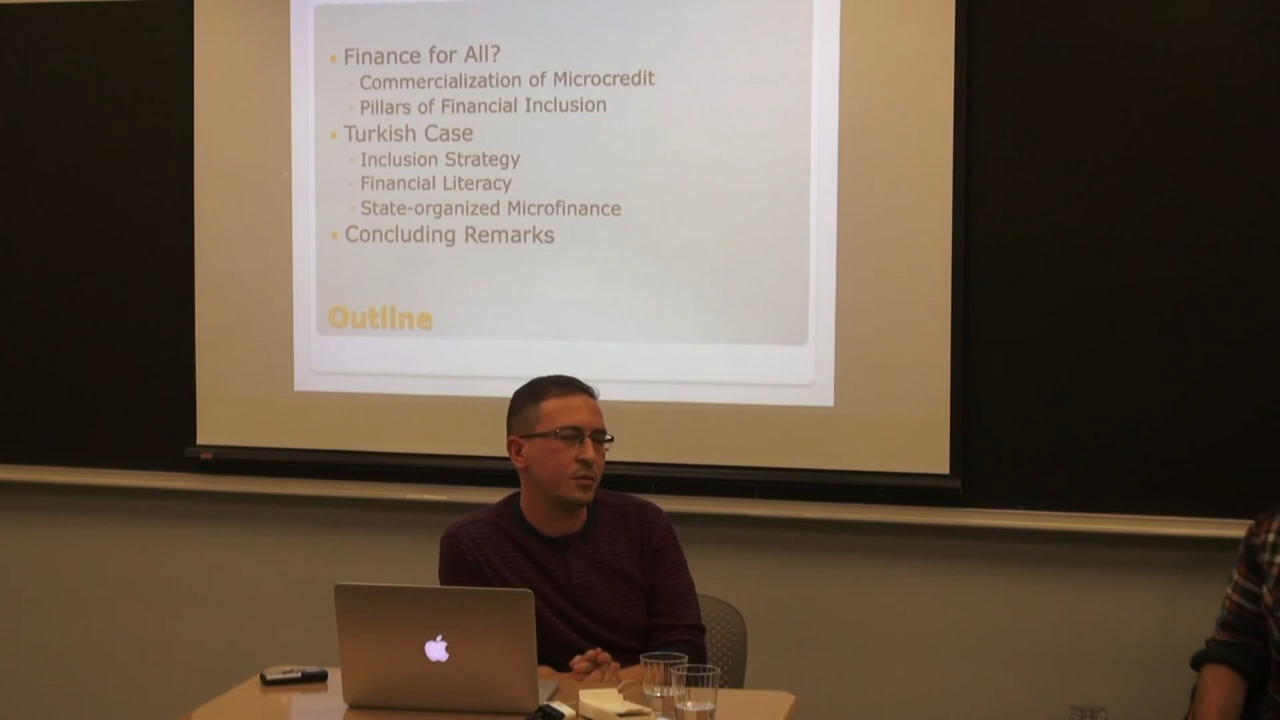 Finance for All?
Commercialization of Microcredit
Pillars of Financial Inclusion
Turkish Case
Inclusion Strategy
Financial Literacy
State-organized Microfinance
Concluding Remarks
Outline